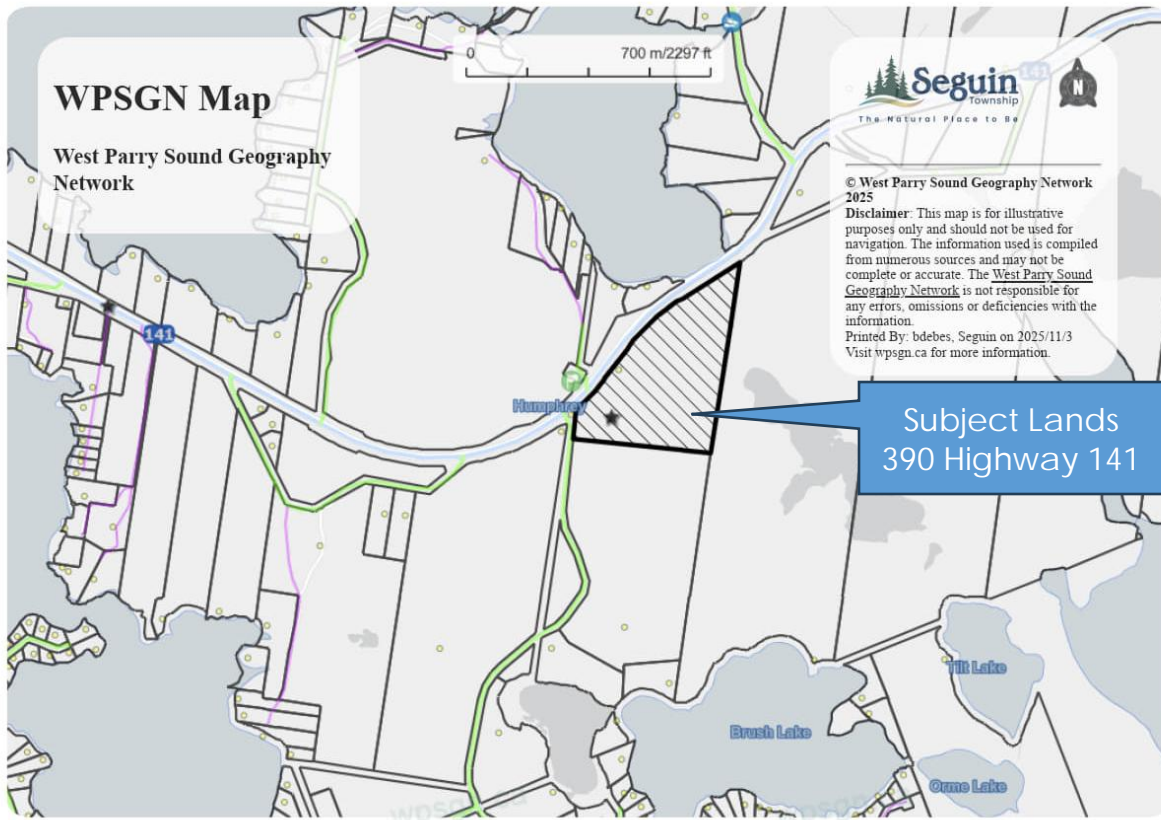 WPSGN Map
West Parry Sound Geography
Network
0 700 m/2297 ft
141
Seguin
Township
The Natural Place to Be
N
© West Parry Sound Geography Network
2025
Disclaimer: This map is for illustrative
purposes only and should not be used for
navigation. The information used is compiled
from numerous sources and may not be
complete or accurate. The West Parry Sound
Geography Network is not responsible for
any errors, omissions or deficiencies with the
information.
Printed By: bdebes, Seguin on 2025/11/3
Visit wpsgn.ca for more information.
141
Humphrey
Subject Lands
390 Highway 141
Tilt Lake
Brush Lake
Orme Lake
wpsgn.ca
wpsgn.ca